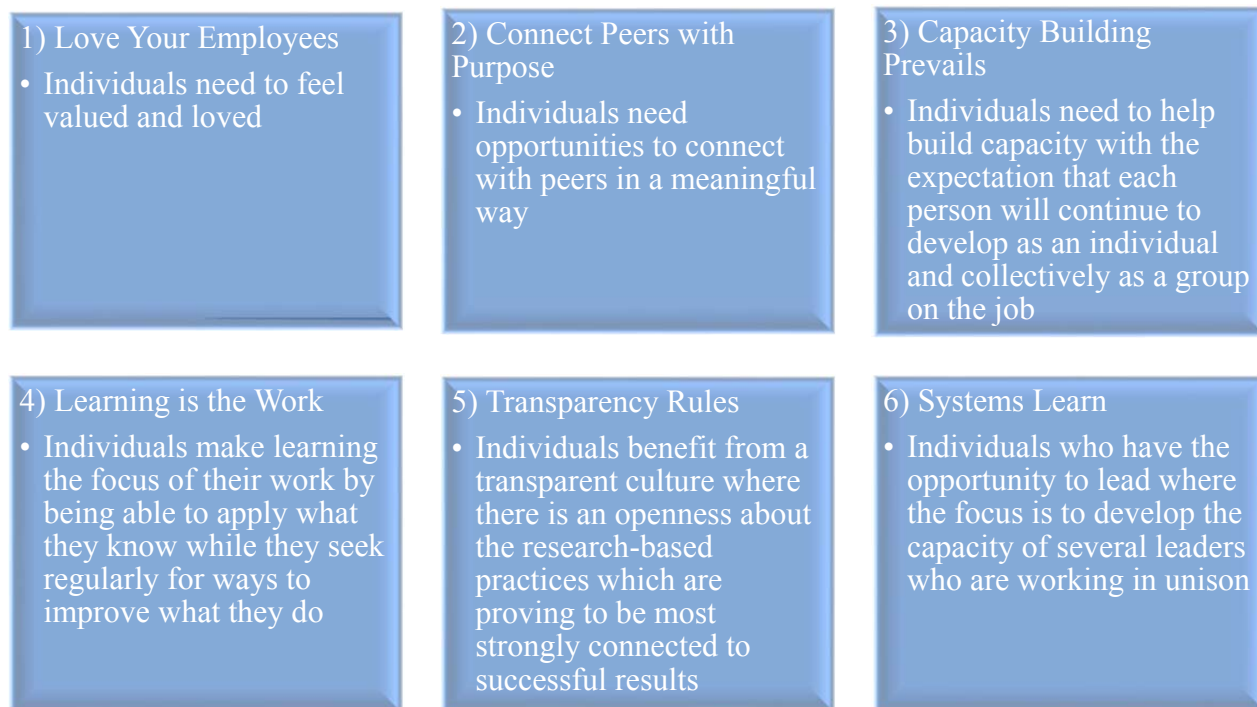 1) Love Your Employees
• Individuals need to feel
valued and loved
2) Connect Peers with
Purpose
• Individuals need
opportunities to connect
with peers in a meaningful
way
3) Capacity Building
Prevails
• Individuals need to help
build capacity with the
expectation that each
person will continue to
develop as an individual
and collectively as a group
on the job
4) Learning is the Work
• Individuals make learning
the focus of their work by
being able to apply what
they know while they seek
regularly for ways to
improve what they do
5) Transparency Rules
• Individuals benefit from a
transparent culture where
there is an openness about
the research-based
practices which are
proving to be most
strongly connected to
successful results
6) Systems Learn
• Individuals who have the
opportunity to lead where
the focus is to develop the
capacity of several leaders
who are working in unison